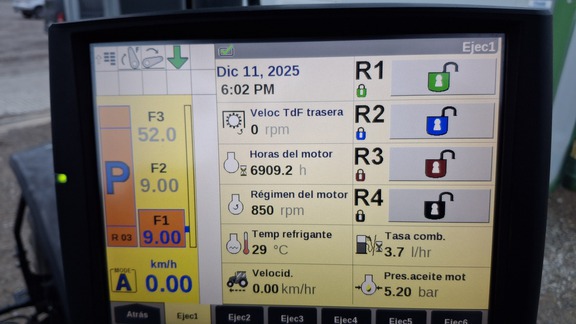 Ejec1
Dic 11, 2025
6:02 PM
R1
F3
52.0
Veloc TdF trasera
0 rpm
R2
P
F2
9.00
Horas del motor
6909.2 h
R3
F1
9.00
R 03
Régimen del motor
850 rpm
R4
Temp refrigante
29 °C
Tasa comb.
3.7 l/hr
MODE
A
km/h
0.00
Velocid.
0.00 km/hr
Pres.aceite mot
5.20 bar
Atrás
Ejec1
Ejec2
Ejec3
Ejec4
Ejec5
Ejec6